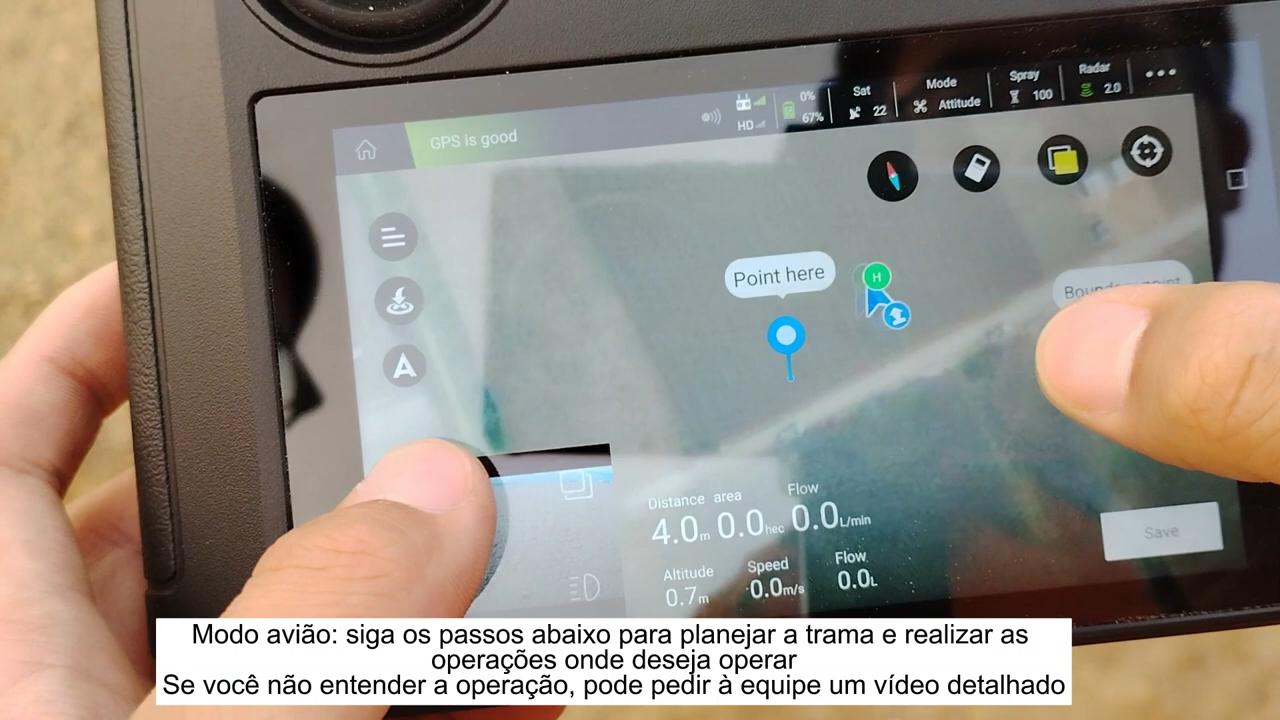 GPS is good
HD
0%
67%
Sat
22
Mode
Attitude
Spray
100
Radar
2.0
Point here
H
A
Distance area Flow
4.0m 0.0hec 0.0L/min
Altitude Speed Flow
0.7m 0.0m/s 0.0L
Save
Modo avião: siga os passos abaixo para planejar a trama e realizar as
operações onde deseja operar
Se você não entender a operação, pode pedir à equipe um vídeo detalhado